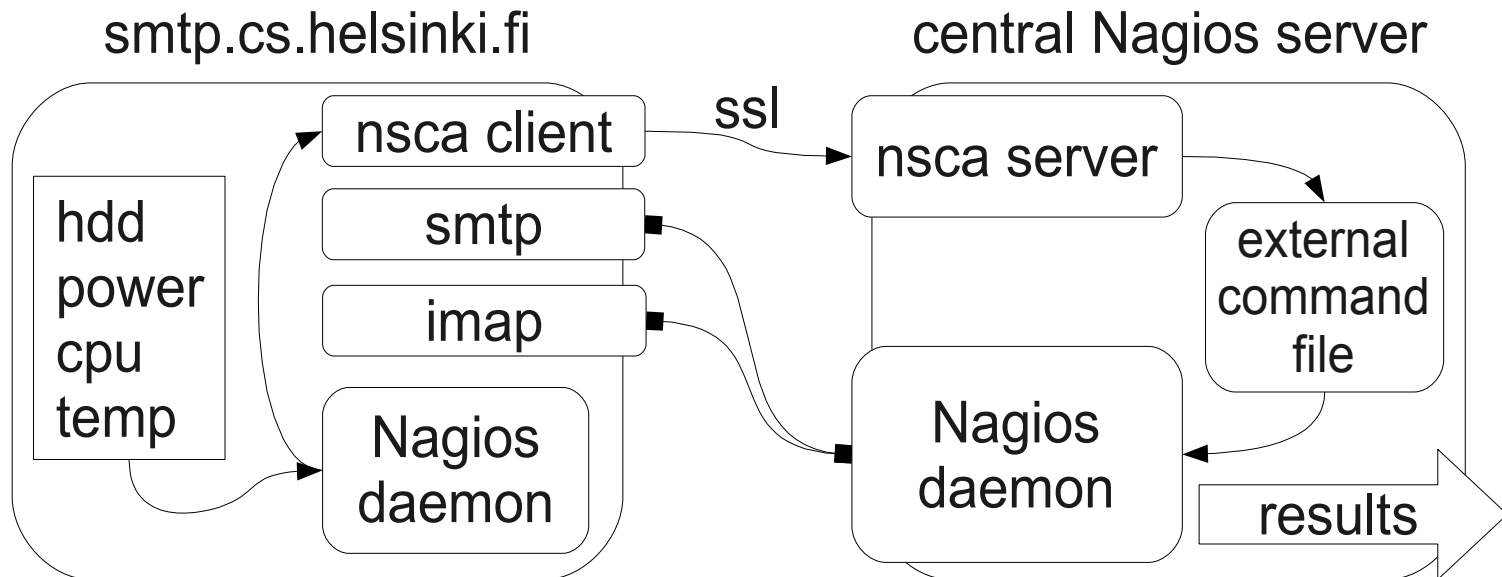 smtp.cs.helsinki.fi
central Nagios server
nsca client
ssl
nsca server
hdd
power
cpu
temp
smtp
imap
external
command
file
Nagios
daemon
Nagios
daemon
results